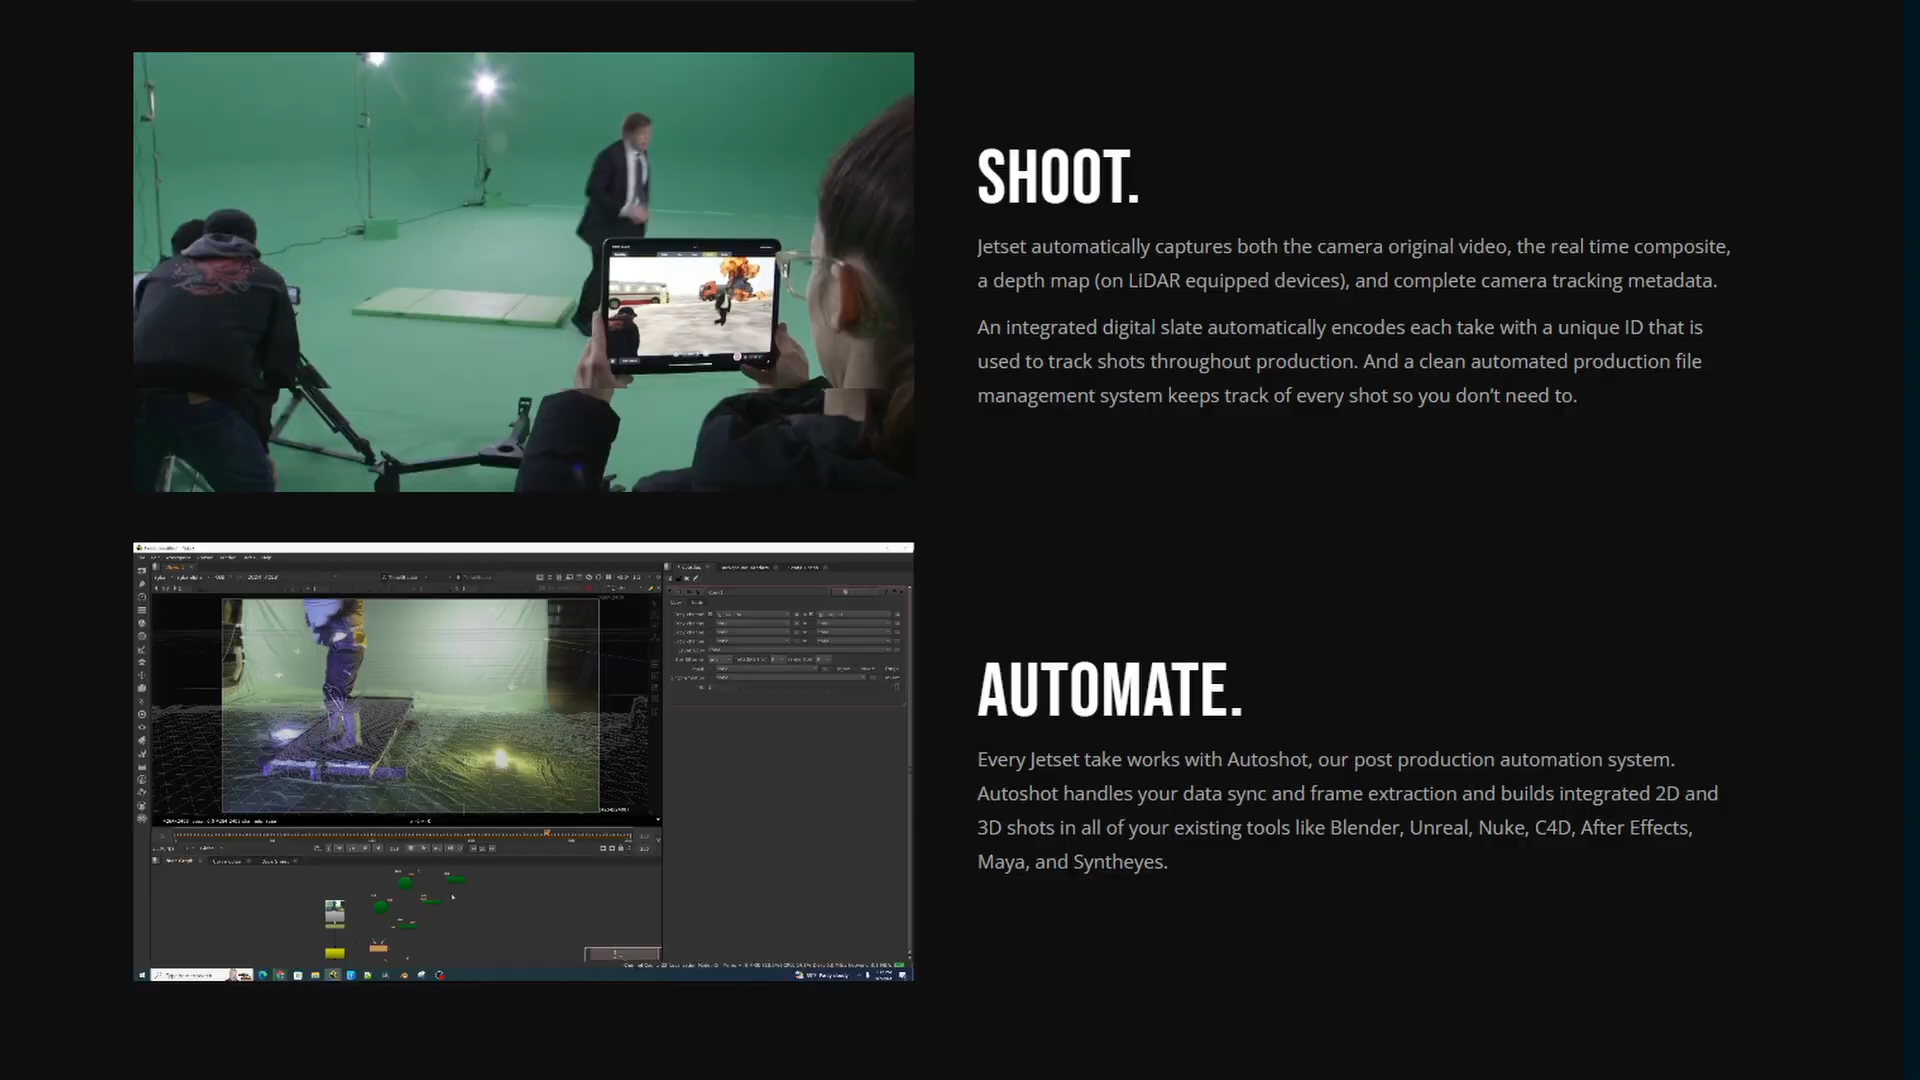 SHOOT.
Jetset automatically captures both the camera original video, the real time composite,
a depth map (on LiDAR equipped devices), and complete camera tracking metadata.
An integrated digital slate automatically encodes each take with a unique ID that is
used to track shots throughout production. And a clean automated production file
management system keeps track of every shot so you don’t need to.
AUTOMATE.
Every Jetset take works with Autoshot, our post production automation system.
Autoshot handles your data sync and frame extraction and builds integrated 2D and
3D shots in all of your existing tools like Blender, Unreal, Nuke, C4D, After Effects,
Maya, and Syntheyes.